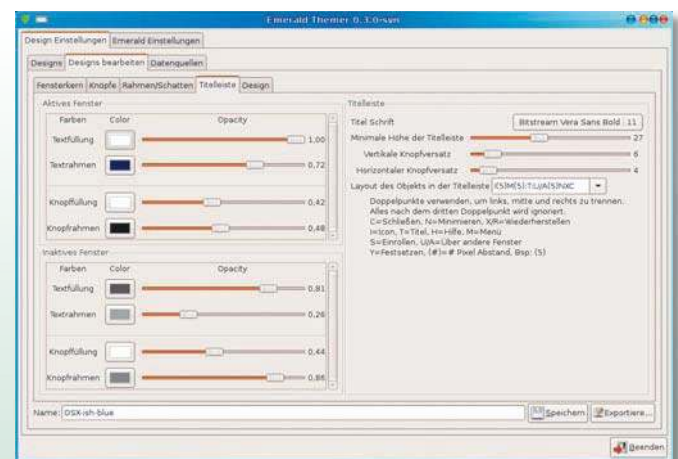 Emerald Themer 0.3.0-svn
Design Einstellungen Emerald Einstellungen
Designs Designs bearbeiten Datenquellen
Fensterkern Knöpfe Rahmen/Schatten Titelleiste Design
Aktives Fenster
Farben Color Opacity
Textfüllung 1,00
Textrahmen 0,72
Knopffüllung 0,42
Knopfrahmen 0,48
Inaktives Fenster
Farben Color Opacity
Textfüllung 0,81
Textrahmen 0,26
Knopffüllung 0,44
Knopfrahmen 0,86
Titelleiste
Titel Schrift Bitstream Vera Sans Bold 11
Minimale Höhe der Titelleiste 27
Vertikale Knopfversatz 6
Horizontaler Knopfversatz 4
Layout des Objekts in der Titelleiste (5)M(5):T:U/A(5)NXC
Doppelpunkte verwenden, um links, mitte und rechts zu trennen.
Alles nach dem dritten Doppelpunkt wird ignoriert.
C=Schließen, N=Minimieren, X/R=Wiederherstellen
I=Icon, T=Titel, H=Hilfe, M=Menü
S=Einrollen, U/A=Über andere Fenster
Y=Festsetzen, (#)=# Pixel Abstand, Bsp: (5)
Name: OSX-ish-blue Speichern Exportiere...
Beenden